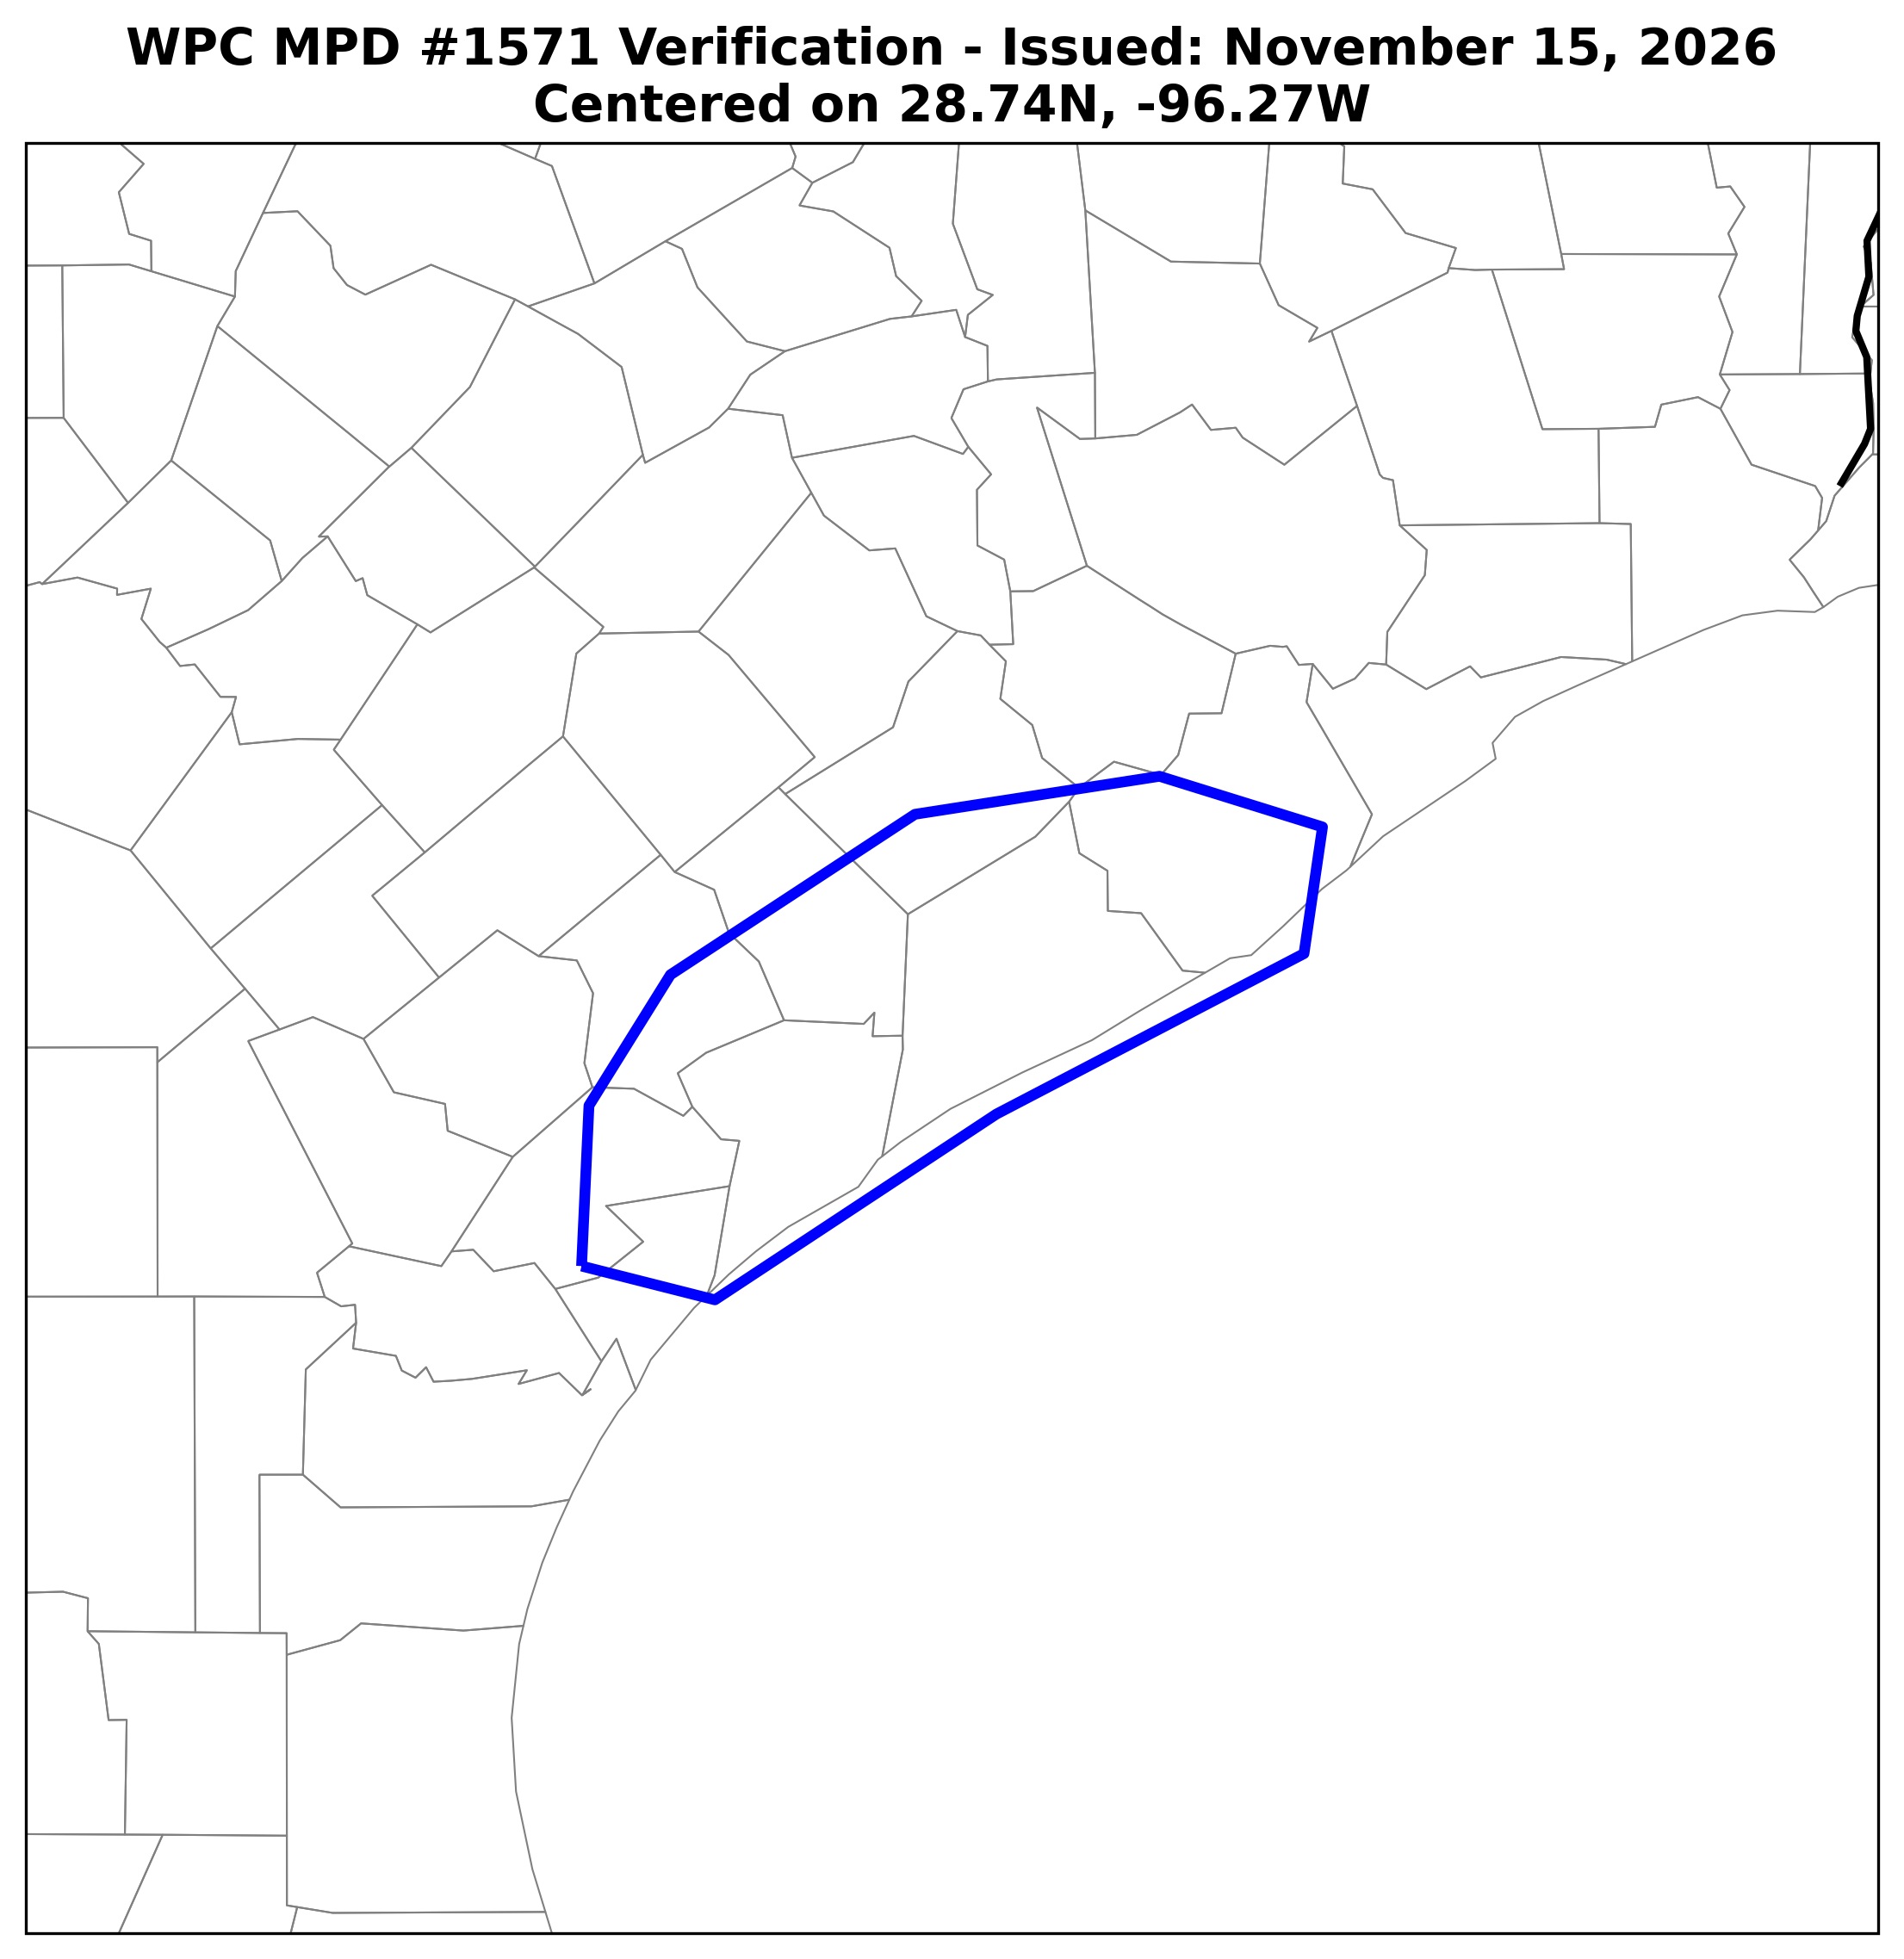 WPC MPD #1571 Verification - Issued: November 15, 2026
Centered on 28.74N, -96.27W